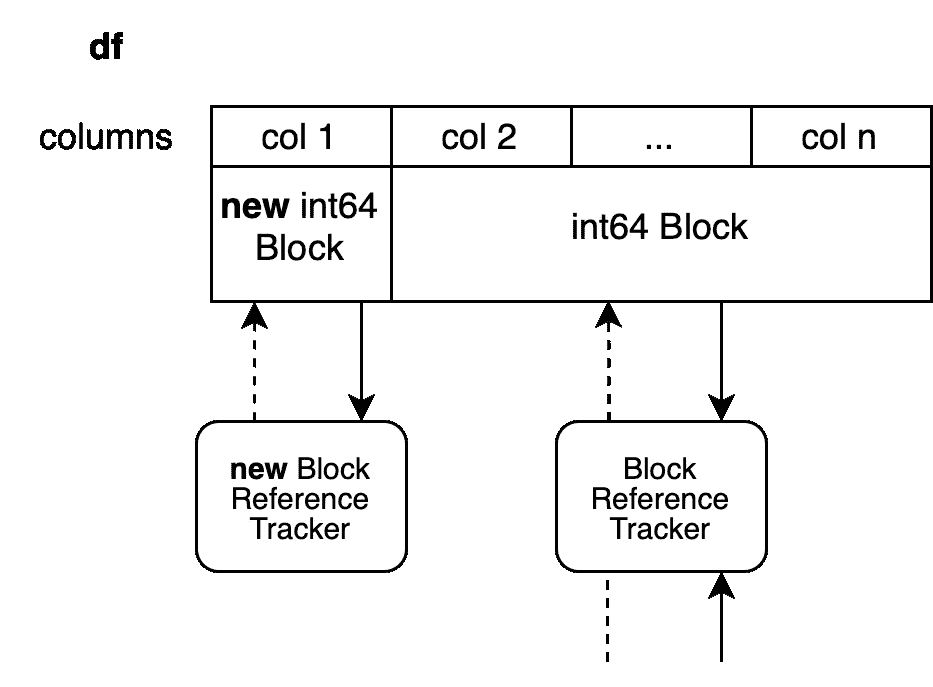 df
columns
col 1
col 2
...
col n
new int64
Block
int64 Block
new Block
Reference
Tracker
Block
Reference
Tracker